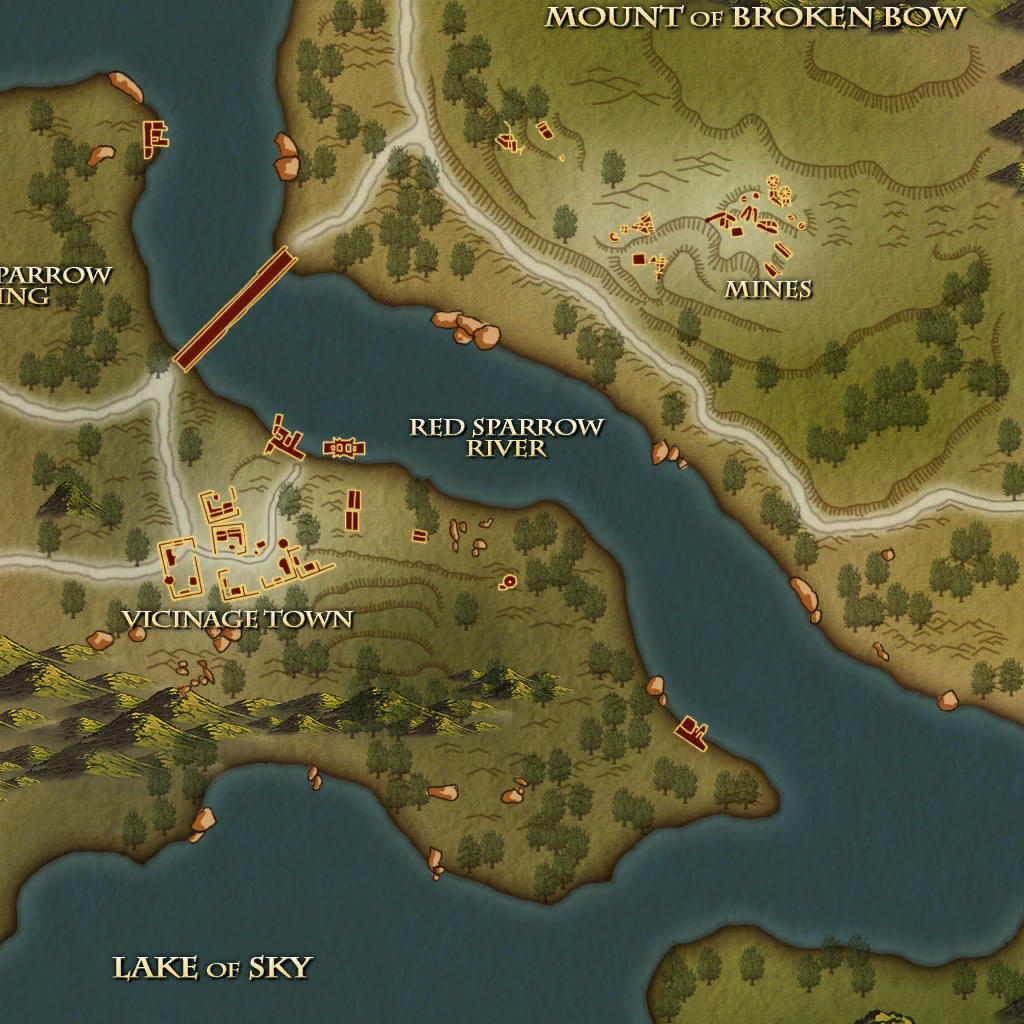 MOUNT OF BROKEN BOW
PARROW
ING
MINES
RED SPARROW
RIVER
VICINAGE TOWN
LAKE OF SKY